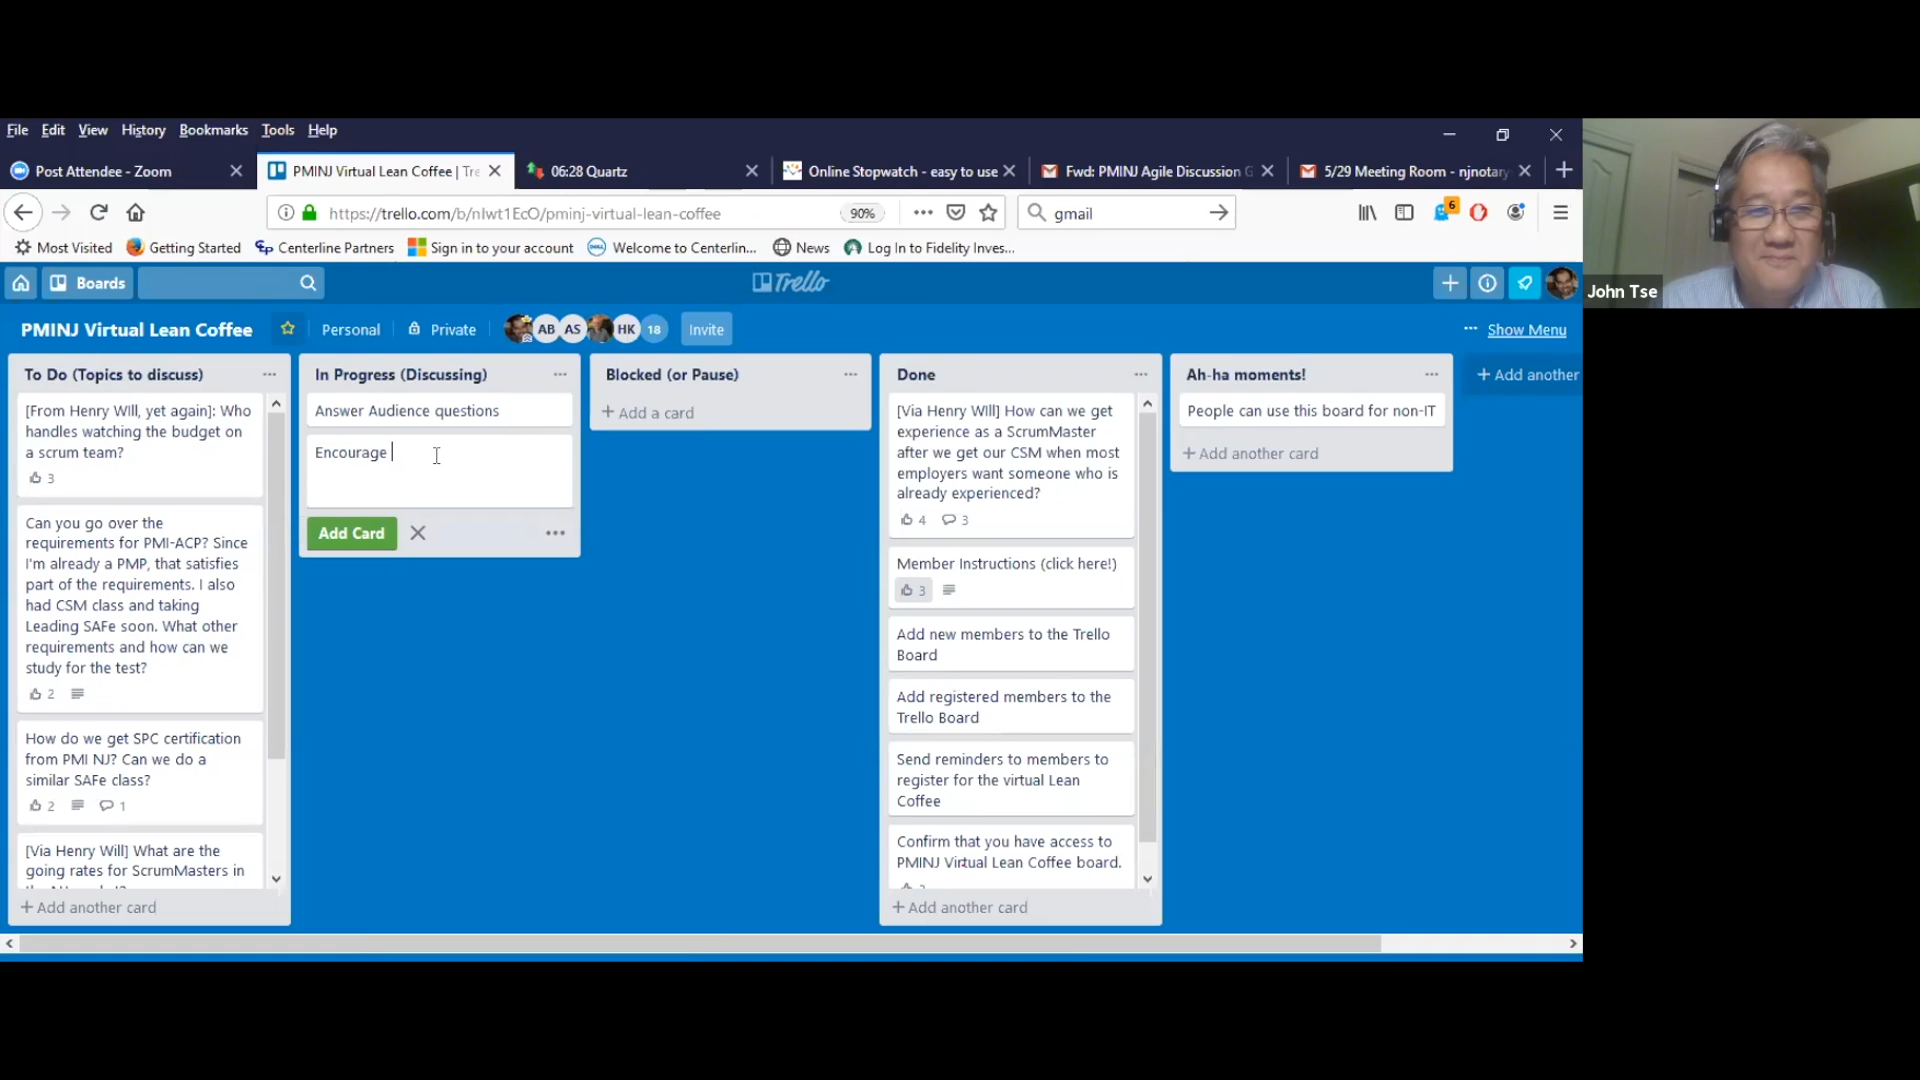 File Edit View History Bookmarks Tools Help
Post Attendee - Zoom
PMINJ Virtual Lean Coffee | Tre
06:28 Quartz
Online Stopwatch - easy to use
Fwd: PMINJ Agile Discussion G
5/29 Meeting Room - njnotary
https://trello.com/b/nIwt1EcO/pminj-virtual-lean-coffee
90%
gmail
6
Most Visited
Getting Started
Centerline Partners
Sign in to your account
Welcome to Centerlin...
News
Log In to Fidelity Inves...
Boards
Trello
John Tse
PMINJ Virtual Lean Coffee
Personal
Private
AB
AS
HK
18
Invite
Show Menu
To Do (Topics to discuss)
[From Henry WIll, yet again]: Who
handles watching the budget on
a scrum team?
3
Can you go over the
requirements for PMI-ACP? Since
I'm already a PMP, that satisfies
part of the requirements. I also
had CSM class and taking
Leading SAFe soon. What other
requirements and how can we
study for the test?
2
How do we get SPC certification
from PMI NJ? Can we do a
similar SAFe class?
2
1
[Via Henry Will] What are the
going rates for ScrumMasters in
+ Add another card
In Progress (Discussing)
Answer Audience questions
Encourage
Add Card
Blocked (or Pause)
+ Add a card
Done
[Via Henry WIll] How can we get
experience as a ScrumMaster
after we get our CSM when most
employers want someone who is
already experienced?
4
3
Member Instructions (click here!)
3
Add new members to the Trello
Board
Add registered members to the
Trello Board
Send reminders to members to
register for the virtual Lean
Coffee
Confirm that you have access to
PMINJ Virtual Lean Coffee board.
+ Add another card
Ah-ha moments!
People can use this board for non-IT
+ Add another card
+ Add another